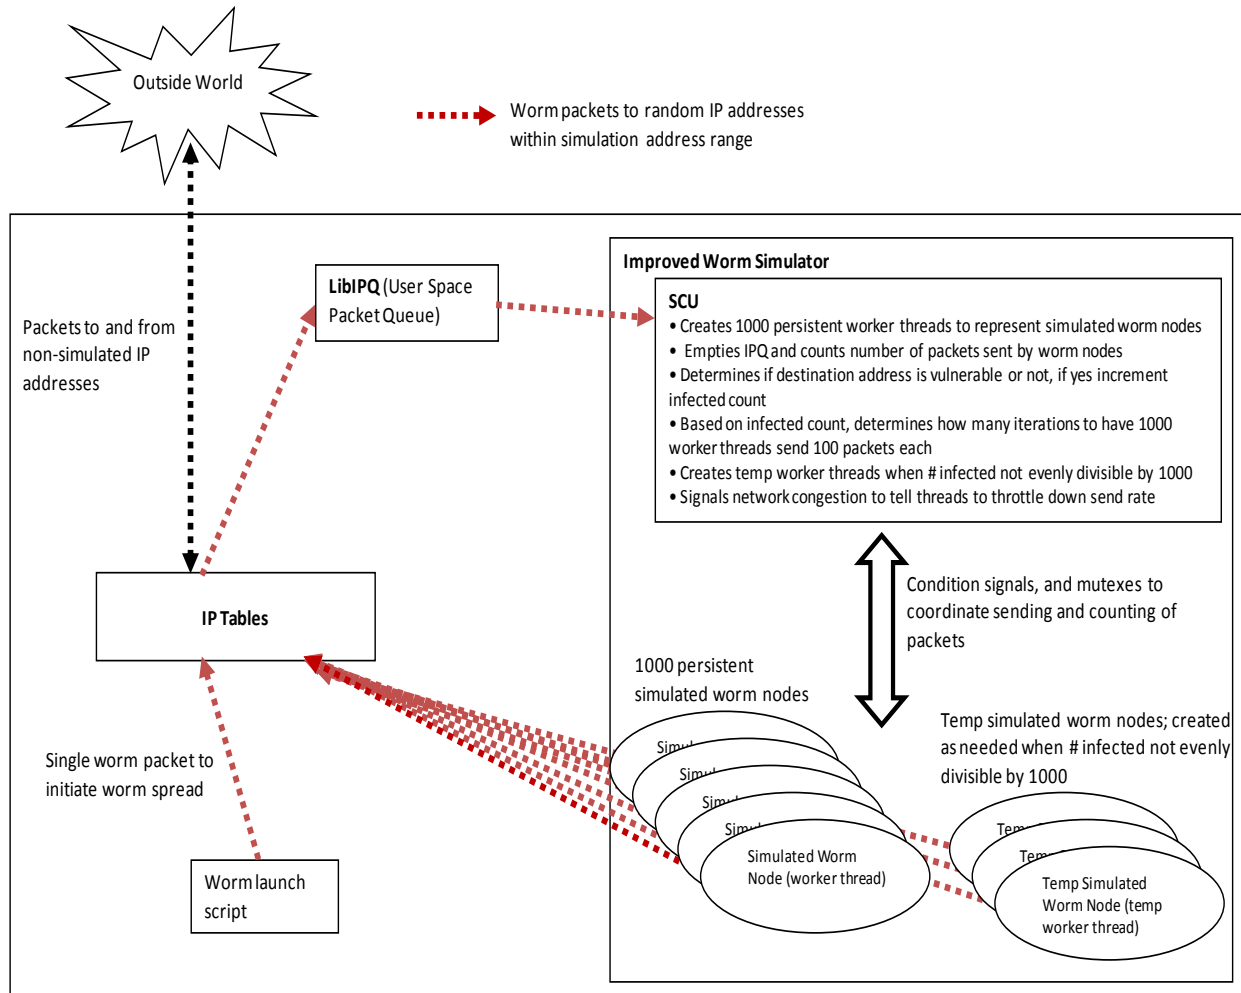 Outside World
Worm packets to random IP addresses
within simulation address range
Improved Worm Simulator
LibIPQ (User Space
Packet Queue)
SCU
• Creates 1000 persistent worker threads to represent simulated worm nodes
• Empties IPQ and counts number of packets sent by worm nodes
• Determines if destination address is vulnerable or not, if yes increment
infected count
• Based on infected count, determines how many iterations to have 1000
worker threads send 100 packets each
• Creates temp worker threads when # infected not evenly divisible by 1000
• Signals network congestion to tell threads to throttle down send rate
Packets to and from
non-simulated IP
addresses
Condition signals, and mutexes to
coordinate sending and counting of
packets
IP Tables
1000 persistent
simulated worm nodes
Temp simulated worm nodes; created
as needed when # infected not evenly
divisible by 1000
Single worm packet to
initiate worm spread
Simulated Worm
Node (worker thread)
Temp Simulated
Worm Node (temp
worker thread)
Worm launch
script